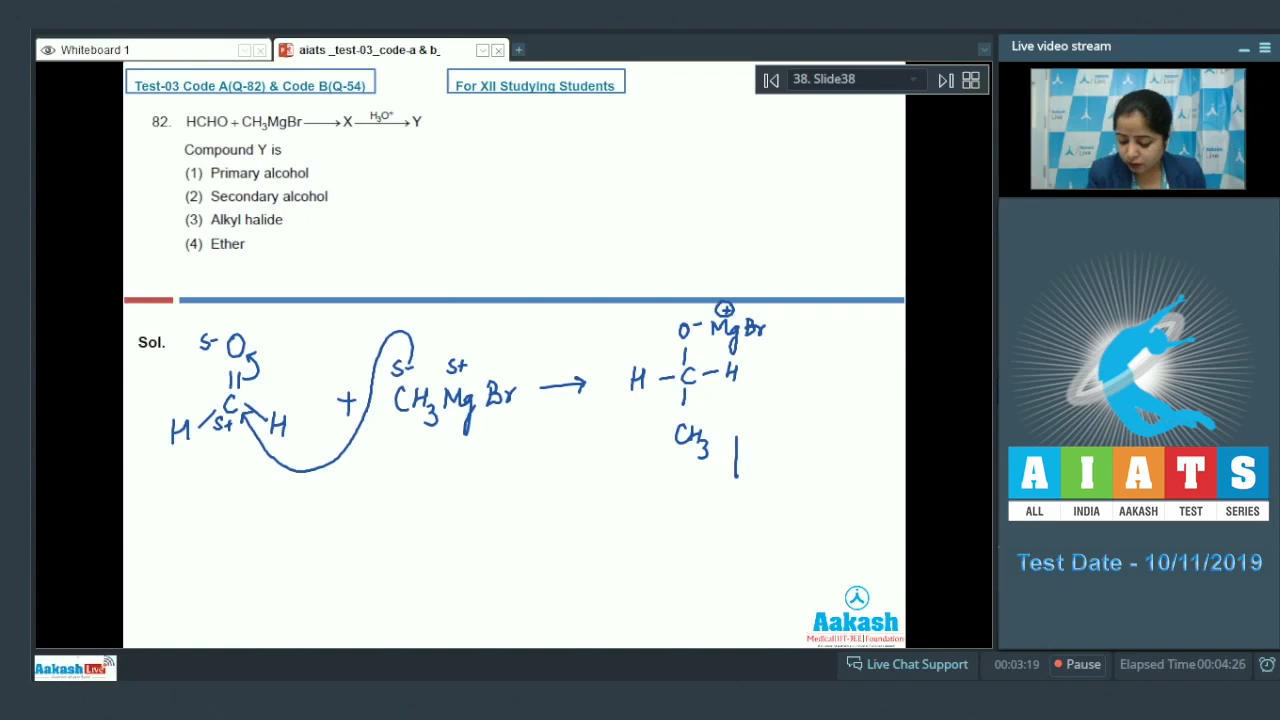 Whiteboard 1
aiats _test-03_code-a & b_
Live video stream
Test-03 Code A(Q-82) & Code B(Q-54)
For XII Studying Students
38. Slide38
82. HCHO + CH₃MgBr ⟶ X —H₃O⁺→ Y
Compound Y is
(1) Primary alcohol
(2) Secondary alcohol
(3) Alkyl halide
(4) Ether
Sol.
δ- O
||
C
δ+
H H
+
δ- δ+
CH₃ Mg Br ⟶
⊕
O⁻ MgBr
|
H – C – H
|
CH₃
A I A T S
ALL INDIA AAKASH TEST SERIES
Test Date - 10/11/2019
Aakash
Medical|IIT-JEE|Foundation
Aakash Live
Live Chat Support
00:03:19
Pause
Elapsed Time 00:04:26